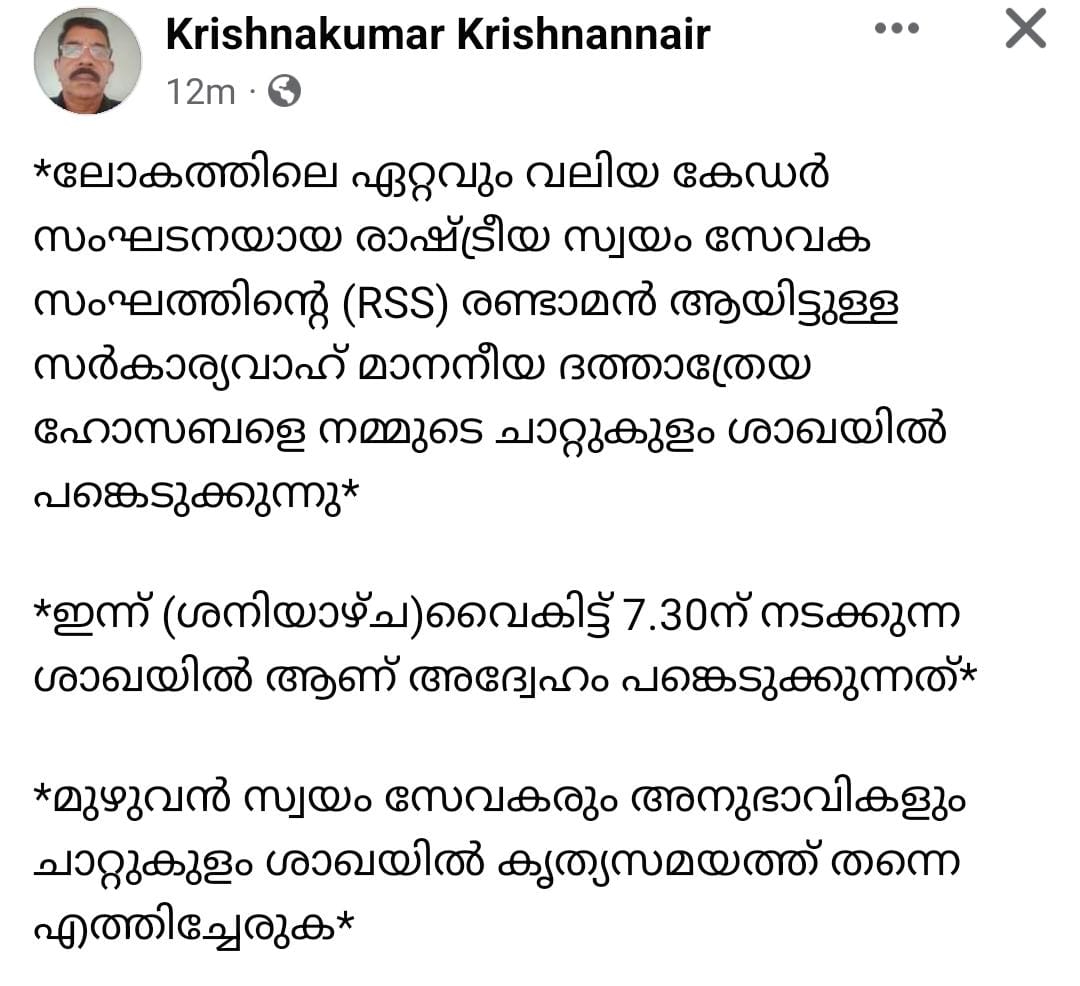 Krishnakumar Krishnannair
12m ·
*ലോകത്തിലെ ഏറ്റവും വലിയ കേഡർ
സംഘടനയായ രാഷ്ട്രീയ സ്വയം സേവക
സംഘത്തിന്റെ (RSS) രണ്ടാമൻ ആയിട്ടുള്ള
സർകാര്യവാഹ് മാനനീയ ദത്താത്രേയ
ഹോസബളെ നമ്മുടെ ചാറ്റുകുളം ശാഖയിൽ
പങ്കെടുക്കുന്നു*
*ഇന്ന് (ശനിയാഴ്ച)വൈകിട്ട് 7.30ന് നടക്കുന്ന
ശാഖയിൽ ആണ് അദ്വേഹം പങ്കെടുക്കുന്നത്*
*മുഴുവൻ സ്വയം സേവകരും അനുഭാവികളും
ചാറ്റുകുളം ശാഖയിൽ കൃത്യസമയത്ത് തന്നെ
എത്തിച്ചേരുക*